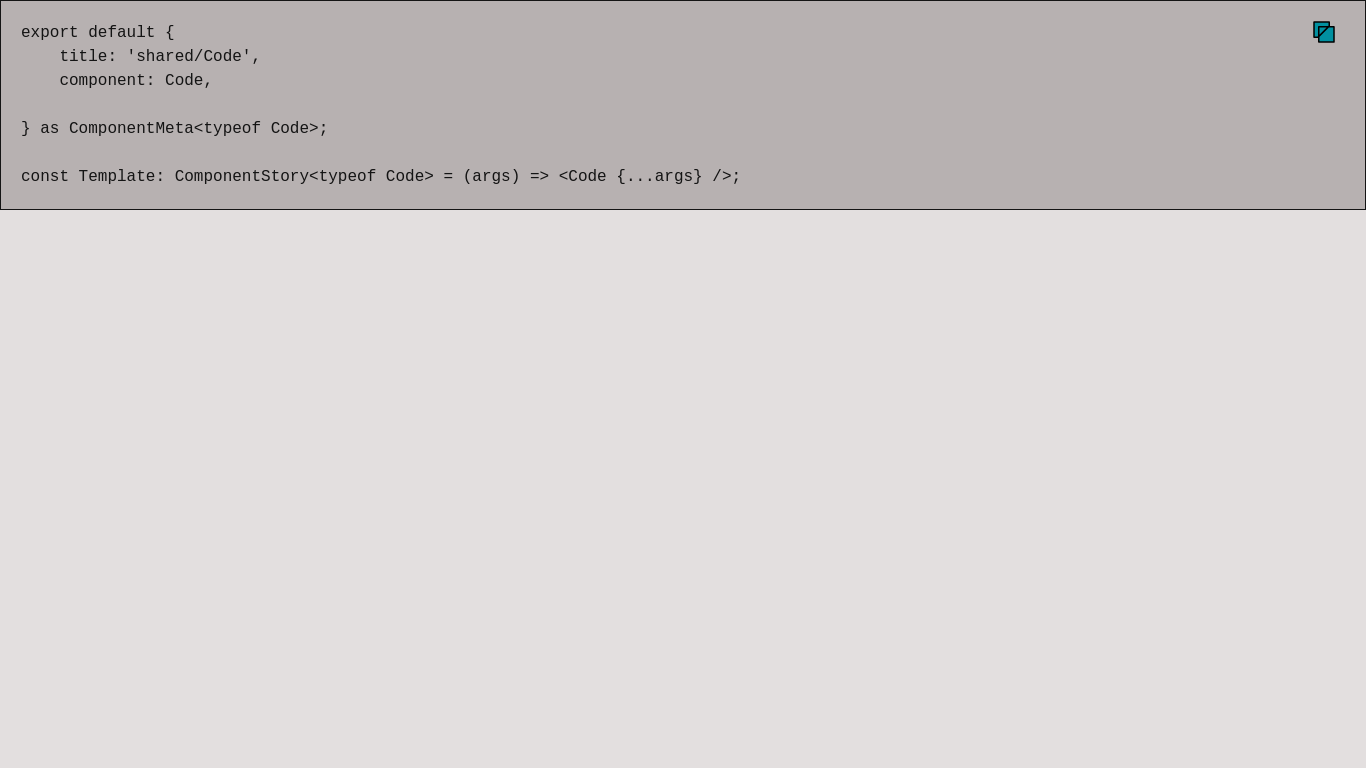 export default {
    title: 'shared/Code',
    component: Code,

} as ComponentMeta<typeof Code>;

const Template: ComponentStory<typeof Code> = (args) => <Code {...args} />;